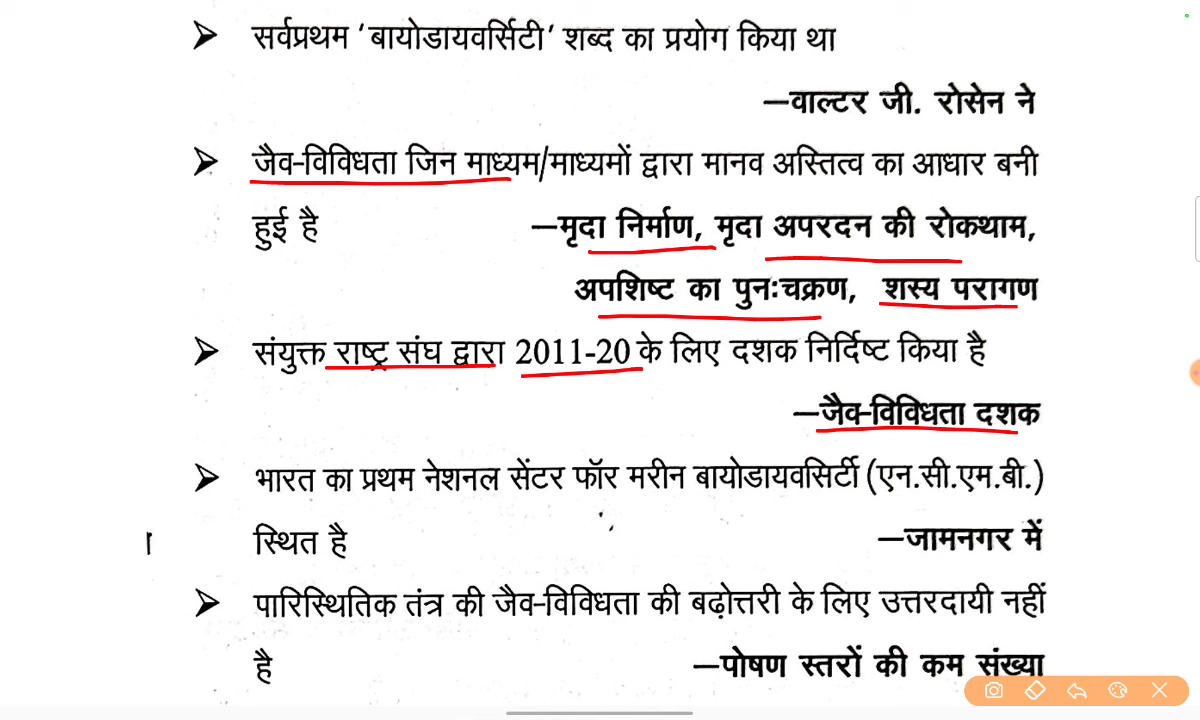 ➤ सर्वप्रथम 'बायोडायवर्सिटी' शब्द का प्रयोग किया था
—वाल्टर जी. रोसेन ने
➤ जैव-विविधता जिन माध्यम/माध्यमों द्वारा मानव अस्तित्व का आधार बनी
हुई है —मृदा निर्माण, मृदा अपरदन की रोकथाम,
अपशिष्ट का पुनःचक्रण, शस्य परागण
➤ संयुक्त राष्ट्र संघ द्वारा 2011-20 के लिए दशक निर्दिष्ट किया है
—जैव-विविधता दशक
➤ भारत का प्रथम नेशनल सेंटर फॉर मरीन बायोडायवसिर्टी (एन.सी.एम.बी.)
स्थित है —जामनगर में
➤ पारिस्थितिक तंत्र की जैव-विविधता की बढ़ोत्तरी के लिए उत्तरदायी नहीं
है —पोषण स्तरों की कम संख्या